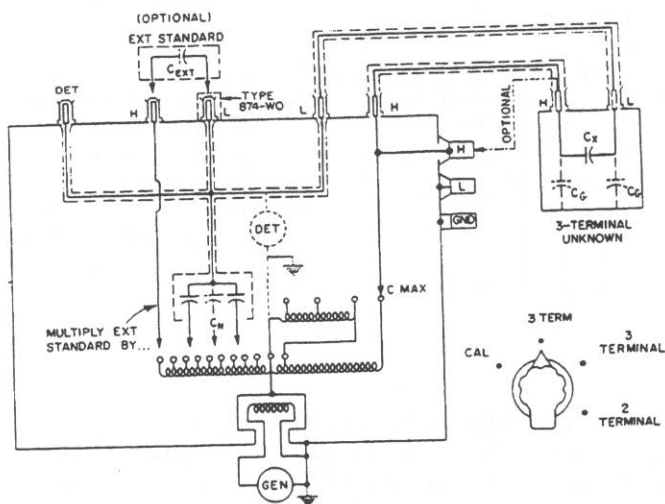 (OPTIONAL)
EXT STANDARD
C EXT
DET
H
L
TYPE
874-WO
L
H
OPTIONAL
H
L
GND
H
L
CX
CG
CG
3-TERMINAL
UNKNOWN
DET
C MAX
CN
MULTIPLY EXT
STANDARD BY...
GEN
3 TERM
CAL
3
TERMINAL
2
TERMINAL